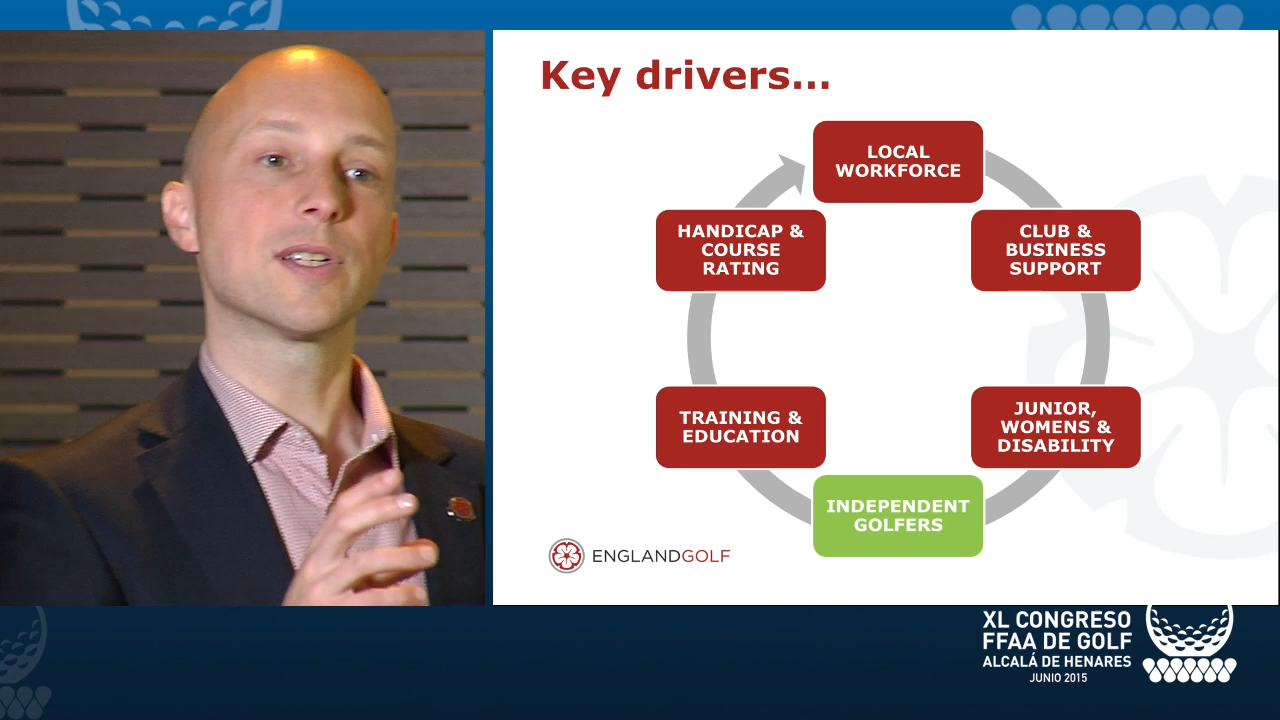 Key drivers...
LOCAL
WORKFORCE
CLUB &
BUSINESS
SUPPORT
JUNIOR,
WOMENS &
DISABILITY
INDEPENDENT
GOLFERS
TRAINING &
EDUCATION
HANDICAP &
COURSE
RATING
ENGLANDGOLF
XL CONGRESO
FFAA DE GOLF
ALCALÁ DE HENARES
JUNIO 2015